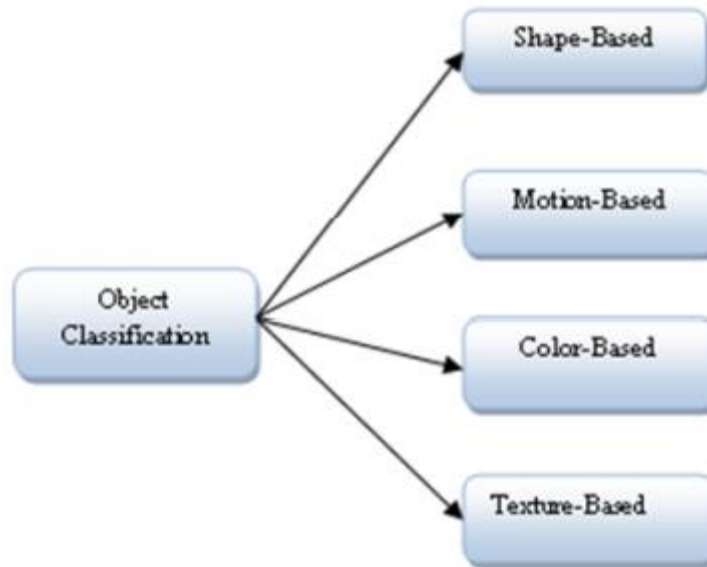 Shape-Based
Motion-Based
Object
Classification
Color-Based
Texture-Based